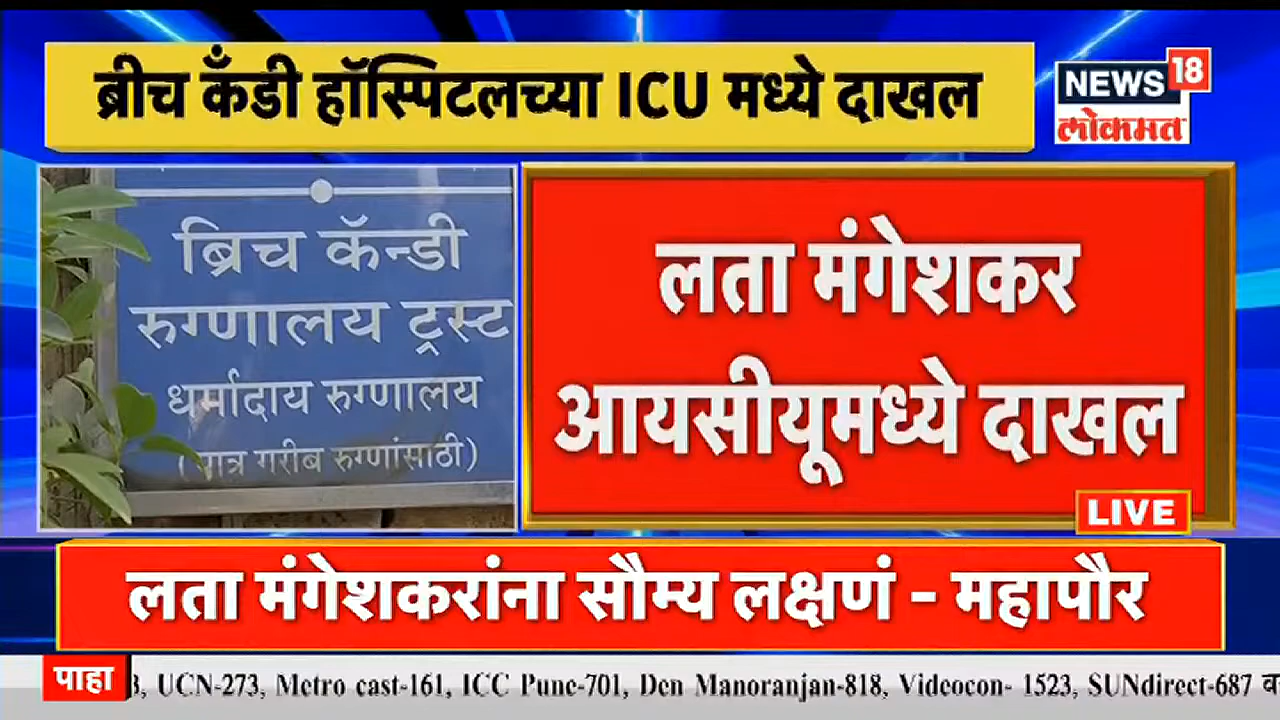 ब्रीच कँडी हॉस्पिटलच्या ICU मध्ये दाखल
NEWS 18
लोकमत
ब्रिच कॅन्डी
रुग्णालय ट्रस्ट
धर्मादाय रुग्णालय
गरीब रुग्णांसाठी)
लता मंगेशकर
आयसीयूमध्ये दाखल
LIVE
लता मंगेशकरांना सौम्य लक्षणं - महापौर
पाहा
, UCN-273, Metro cast-161, ICC Pune-701, Den Manoranjan-818, Videocon- 1523, SUNdirect-687